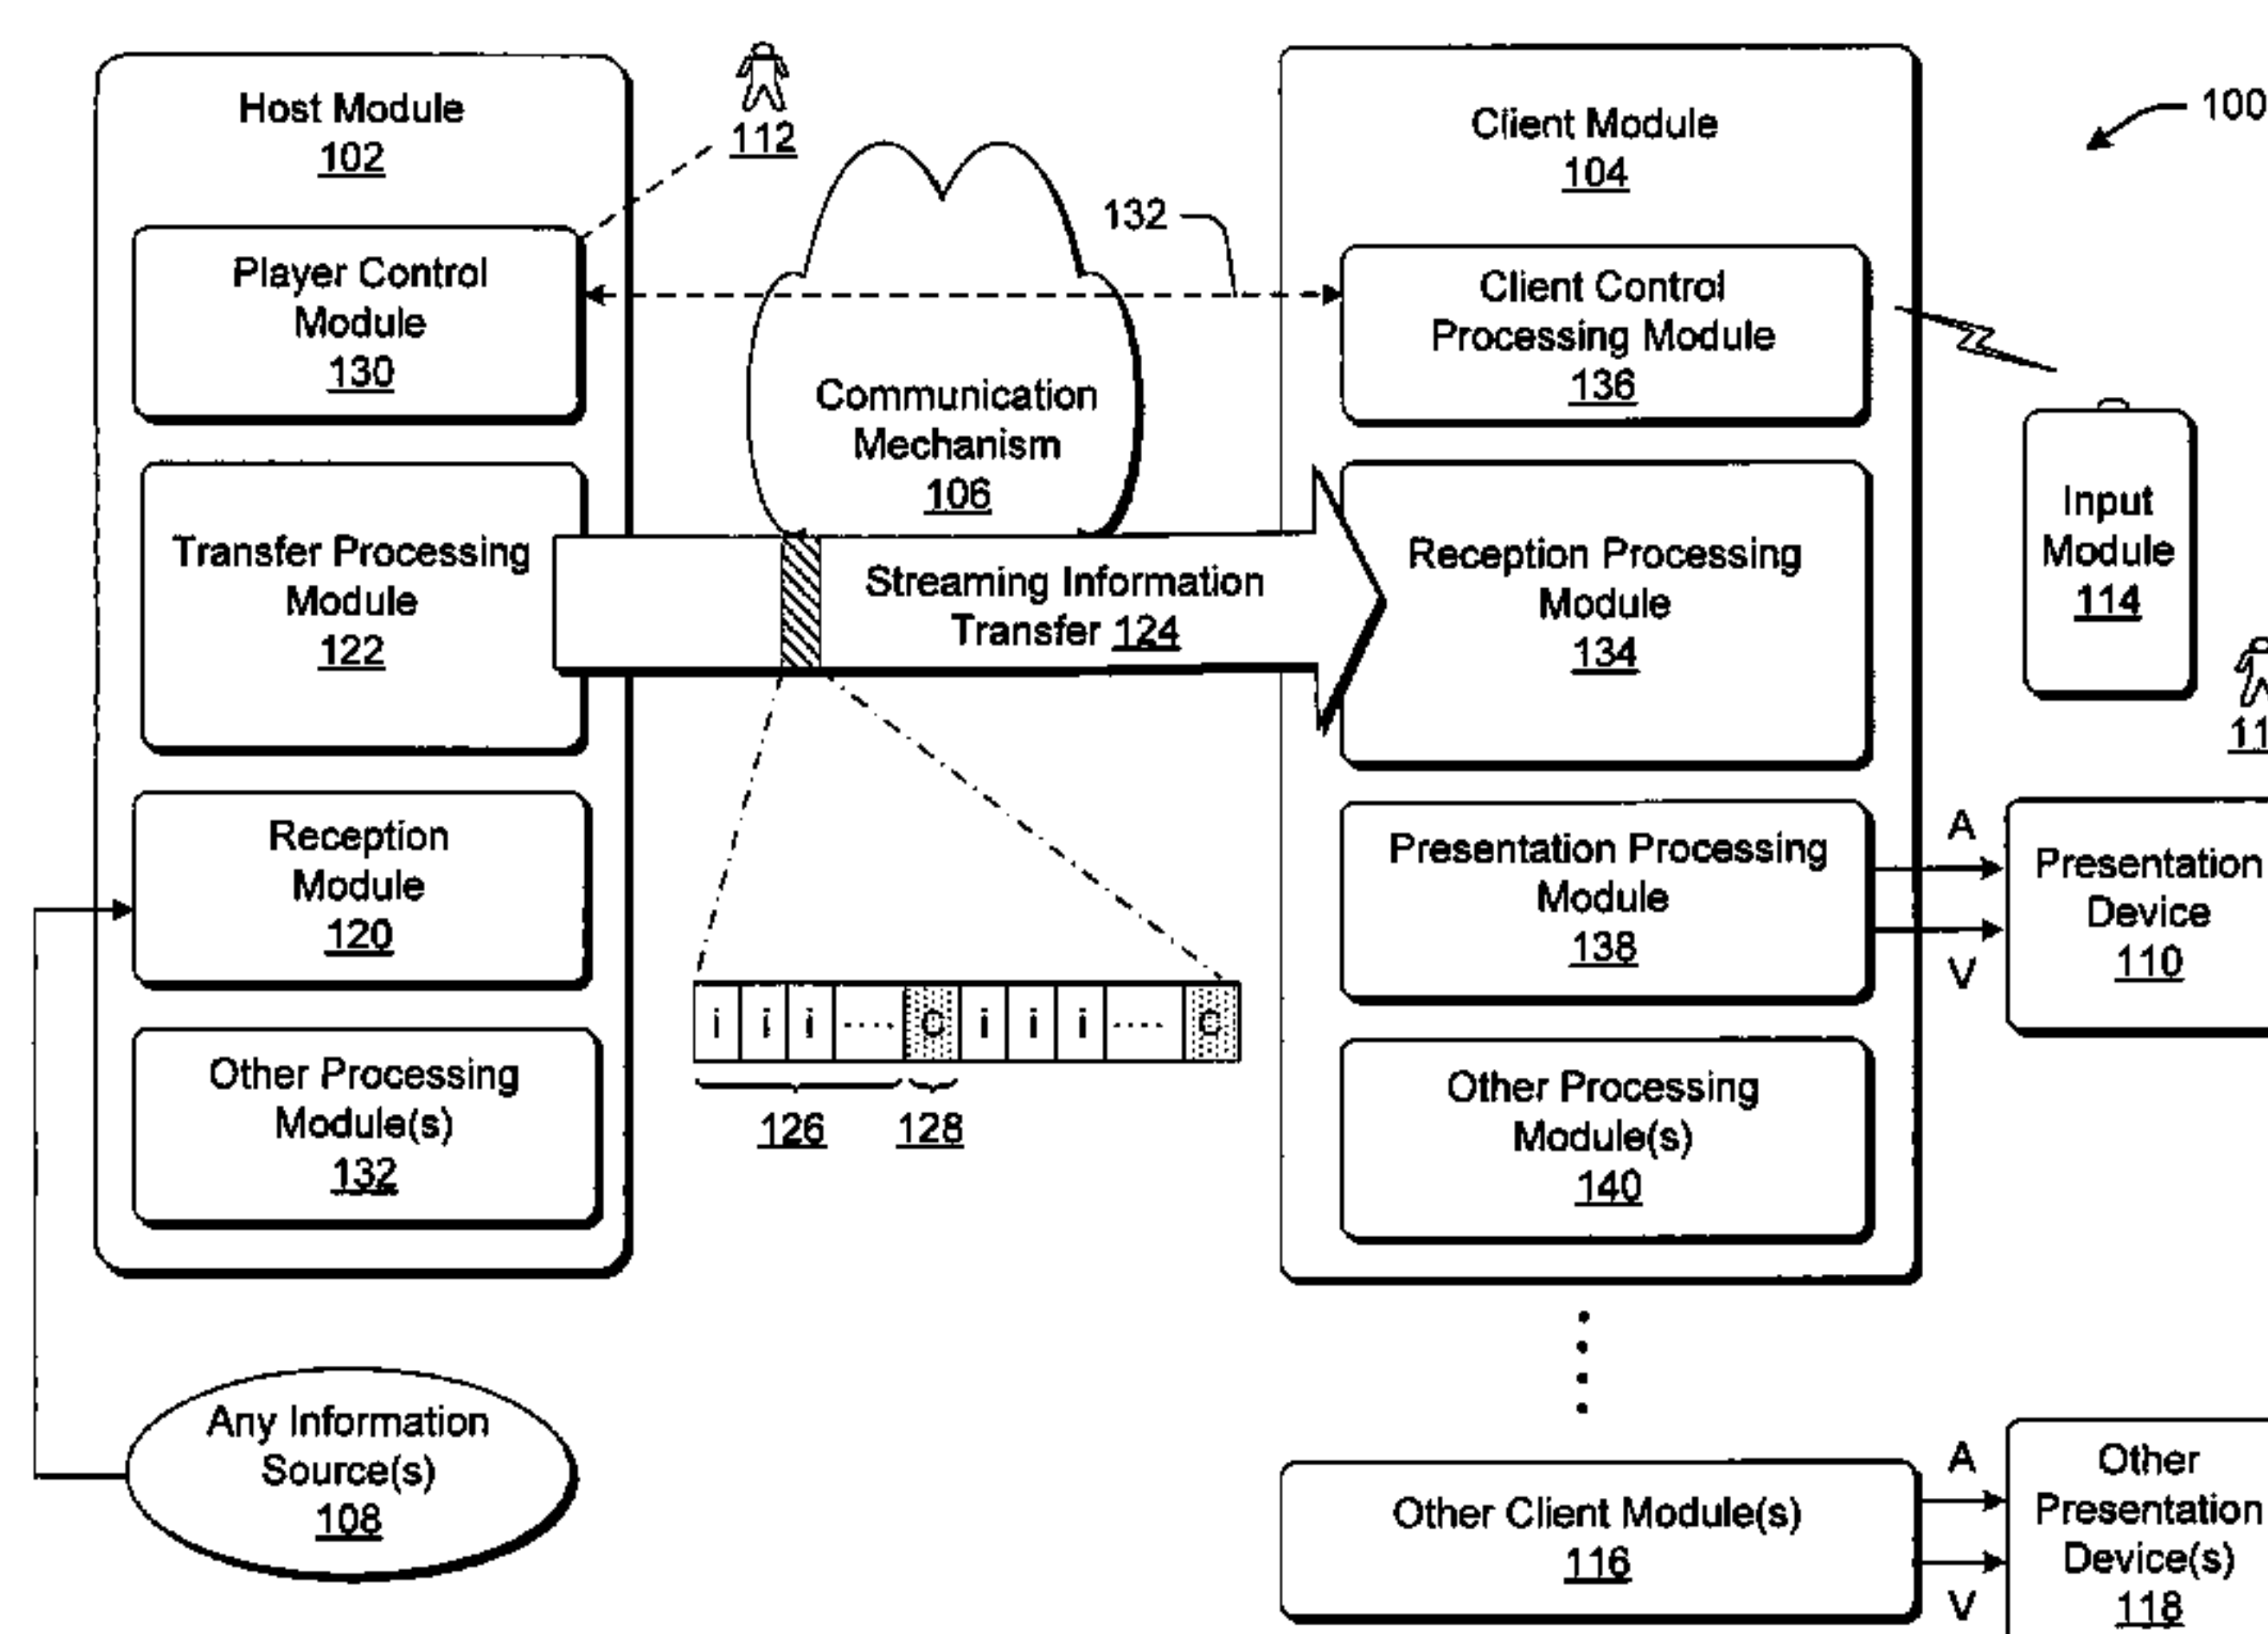 Host Module
102
Player Control
Module
130
Transfer Processing
Module
122
Reception
Module
120
Other Processing
Module(s)
132
Any Information
Source(s)
108
112
Communication
Mechanism
106
132
Streaming Information
Transfer 124
i i i ···· C i i i ···· C
126 128
Client Module
104
Client Control
Processing Module
136
Reception Processing
Module
134
Presentation Processing
Module
138
Other Processing
Module(s)
140
Other Client Module(s)
116
100
Input
Module
114
A
V
Presentation
Device
110
A
V
Other
Presentation
Device(s)
118